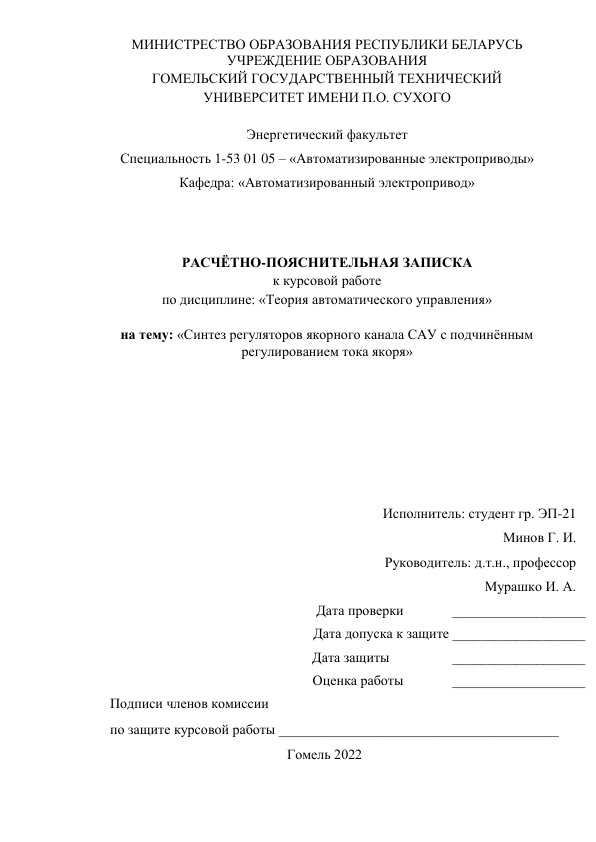 МИНИСТРЕСТВО ОБРАЗОВАНИЯ РЕСПУБЛИКИ БЕЛАРУСЬ
УЧРЕЖДЕНИЕ ОБРАЗОВАНИЯ
ГОМЕЛЬСКИЙ ГОСУДАРСТВЕННЫЙ ТЕХНИЧЕСКИЙ
УНИВЕРСИТЕТ ИМЕНИ П.О. СУХОГО
Энергетический факультет
Специальность 1-53 01 05 – «Автоматизированные электроприводы»
Кафедра: «Автоматизированный электропривод»
РАСЧЁТНО-ПОЯСНИТЕЛЬНАЯ ЗАПИСКА
к курсовой работе
по дисциплине: «Теория автоматического управления»
на тему: «Синтез регуляторов якорного канала САУ с подчинённым
регулированием тока якоря»
Исполнитель: студент гр. ЭП-21
Минов Г. И.
Руководитель: д.т.н., профессор
Мурашко И. А.
Дата проверки ___________________
Дата допуска к защите ___________________
Дата защиты ___________________
Оценка работы ___________________
Подписи членов комиссии
по защите курсовой работы ________________________________________
Гомель 2022